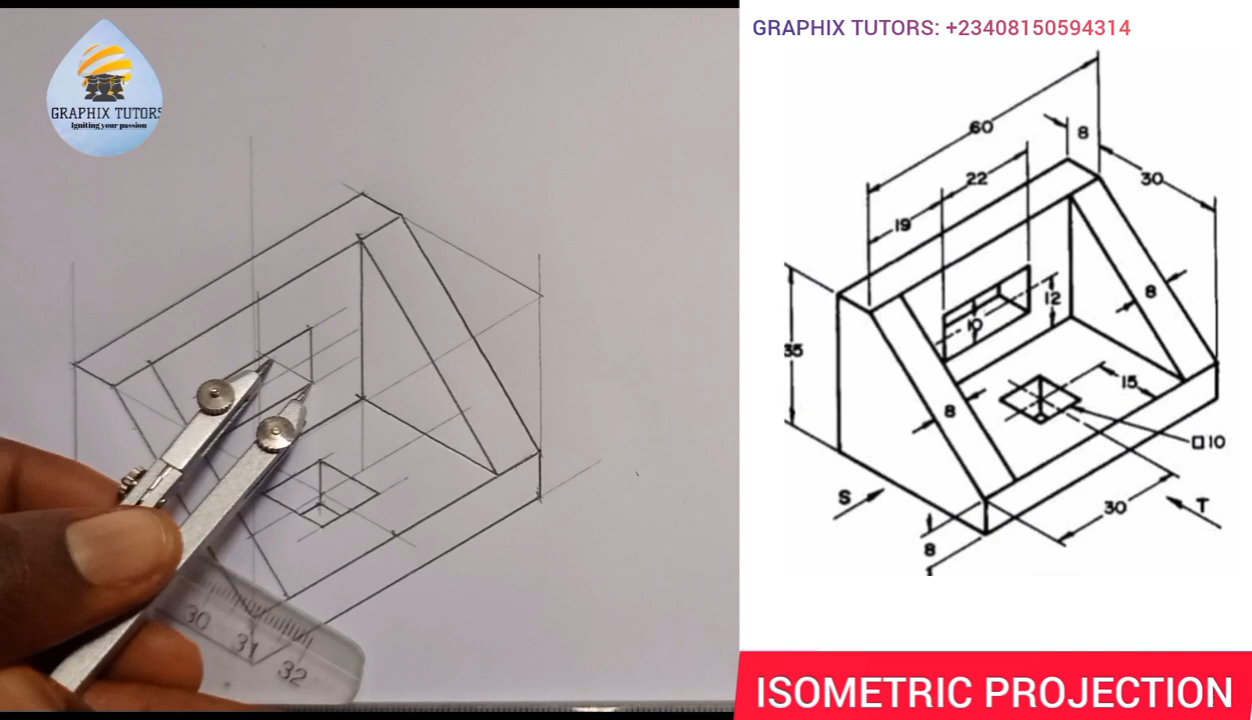 GRAPHIX TUTORS: +23408150594314
GRAPHIX TUTORS
Igniting your passion
60
8
22
30
19
12
8
10
35
15
8
□10
S
30
T
8
30
31
32
ISOMETRIC PROJECTION